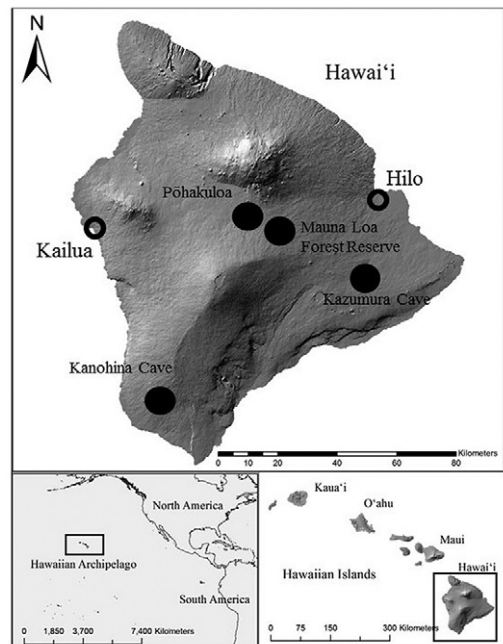 N
Hawai‘i
Pōhakuloa
Hilo
Mauna Loa
Forest Reserve
Kailua
Kazumura Cave
Kanohina Cave
Kilometers
0 10 20 40 60 80
North America
Hawaiian Archipelago
South America
Kilometers
0 1,850 3,700 7,400
Kaua‘i
O‘ahu
Maui
Hawai‘i
Hawaiian Islands
0 75 150 300 Kilometers